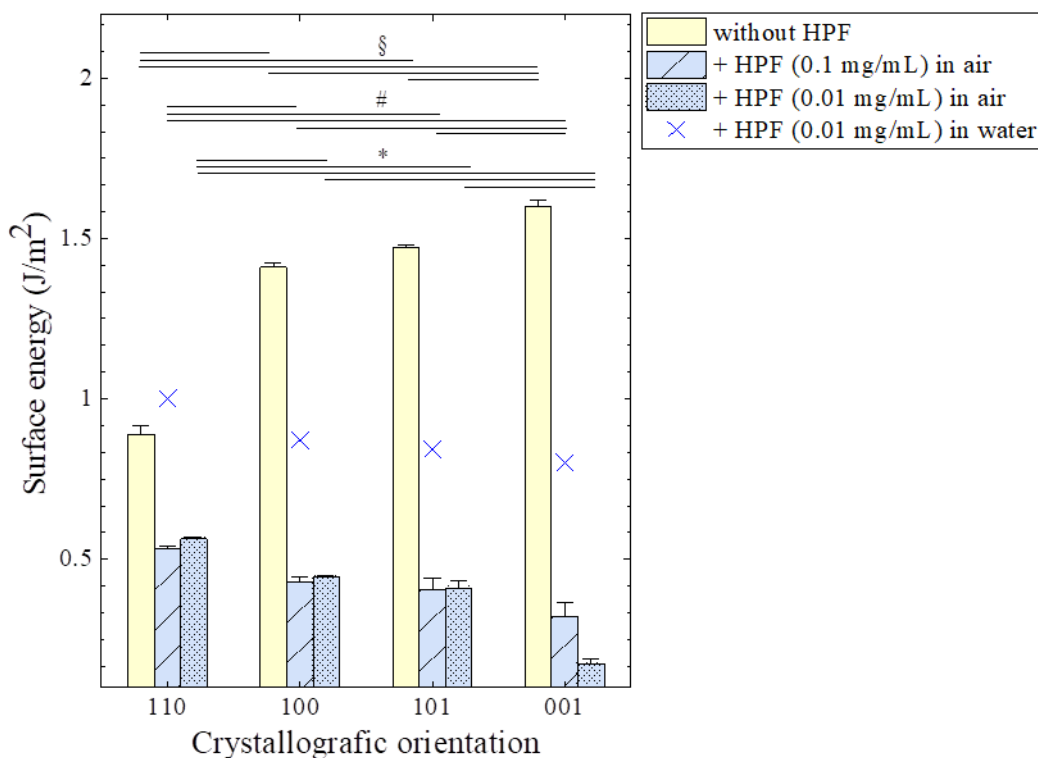 without HPF
+ HPF (0.1 mg/mL) in air
+ HPF (0.01 mg/mL) in air
+ HPF (0.01 mg/mL) in water
§
#
*
2
1.5
1
0.5
Surface energy (J/m²)
110 100 101 001
Crystallografic orientation